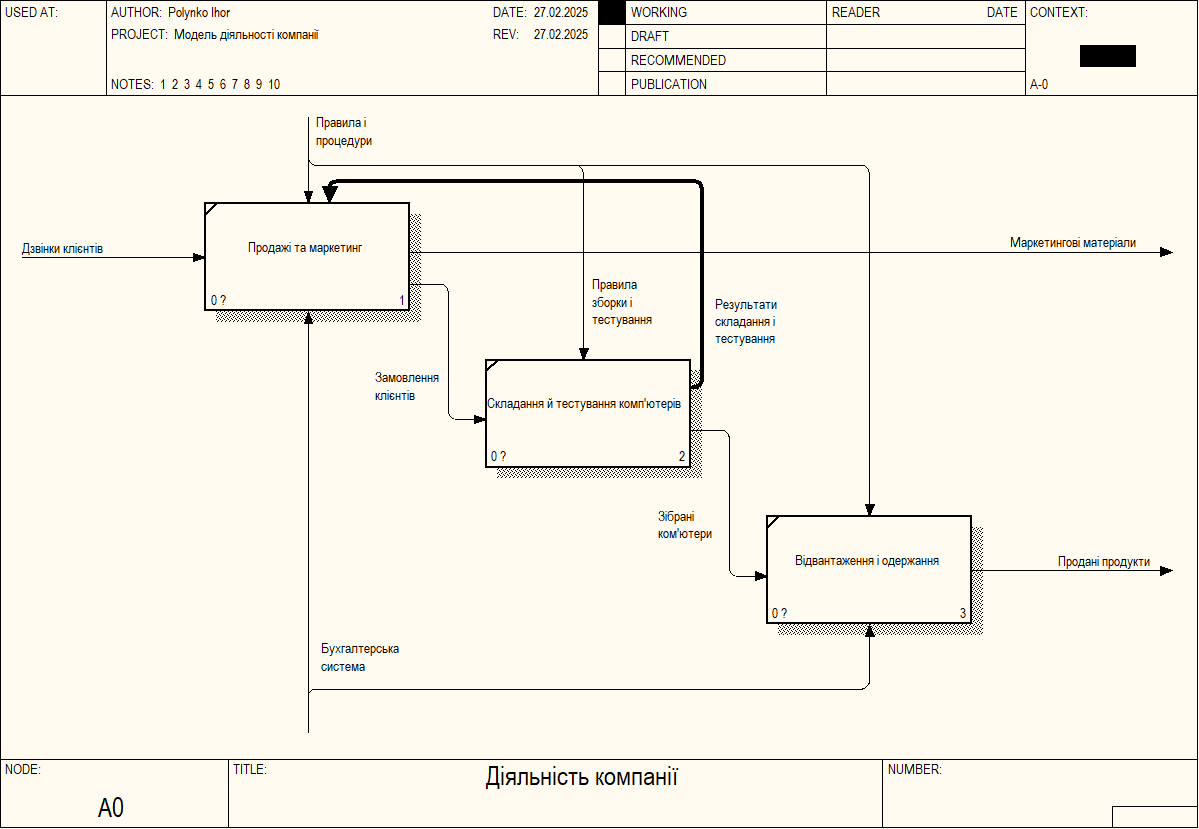 USED AT:
AUTHOR: Polynko Ihor
DATE: 27.02.2025
PROJECT: Модель діяльності компанії
REV: 27.02.2025
NOTES: 1 2 3 4 5 6 7 8 9 10
WORKING
DRAFT
RECOMMENDED
PUBLICATION
READER DATE
CONTEXT:
A-0
Правила і
процедури
Дзвінки клієнтів
Продажі та маркетинг
0 ? 1
Маркетингові матеріали
Правила
зборки і
тестування
Результати
складання і
тестування
Замовлення
клієнтів
Складання й тестування комп'ютерів
0 ? 2
Зібрані
ком'ютери
Відвантаження і одержання
0 ? 3
Продані продукти
Бухгалтерська
система
NODE:
A0
TITLE:
Діяльність компанії
NUMBER: